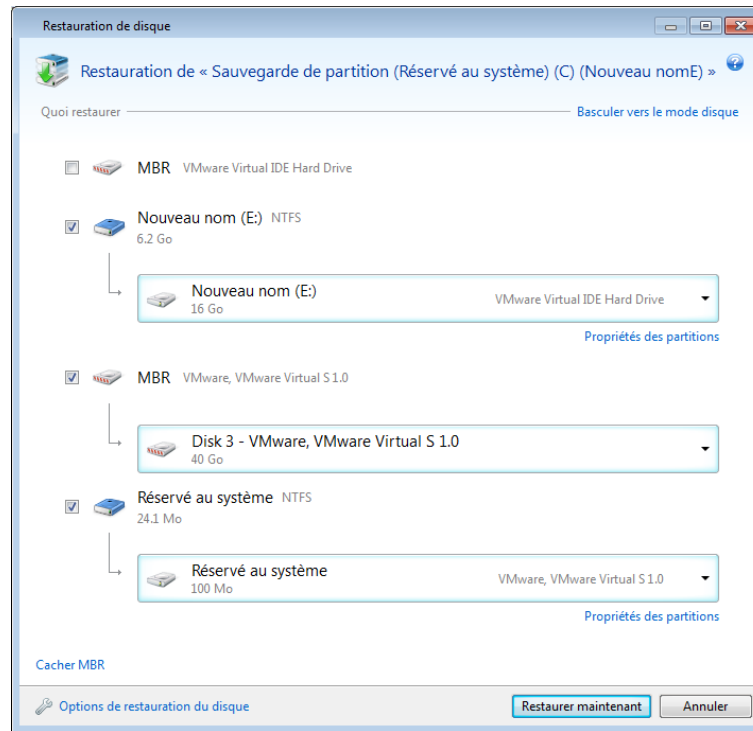 Restauration de disque
Restauration de « Sauvegarde de partition (Réservé au système) (C) (Nouveau nomE) »
Quoi restaurer
Basculer vers le mode disque
MBR VMware Virtual IDE Hard Drive
Nouveau nom (E:) NTFS
6.2 Go
Nouveau nom (E:) VMware Virtual IDE Hard Drive
16 Go
Propriétés des partitions
MBR VMware, VMware Virtual S 1.0
Disk 3 - VMware, VMware Virtual S 1.0
40 Go
Réservé au système NTFS
24.1 Mo
Réservé au système VMware, VMware Virtual S 1.0
100 Mo
Propriétés des partitions
Cacher MBR
Options de restauration du disque
Restaurer maintenant
Annuler